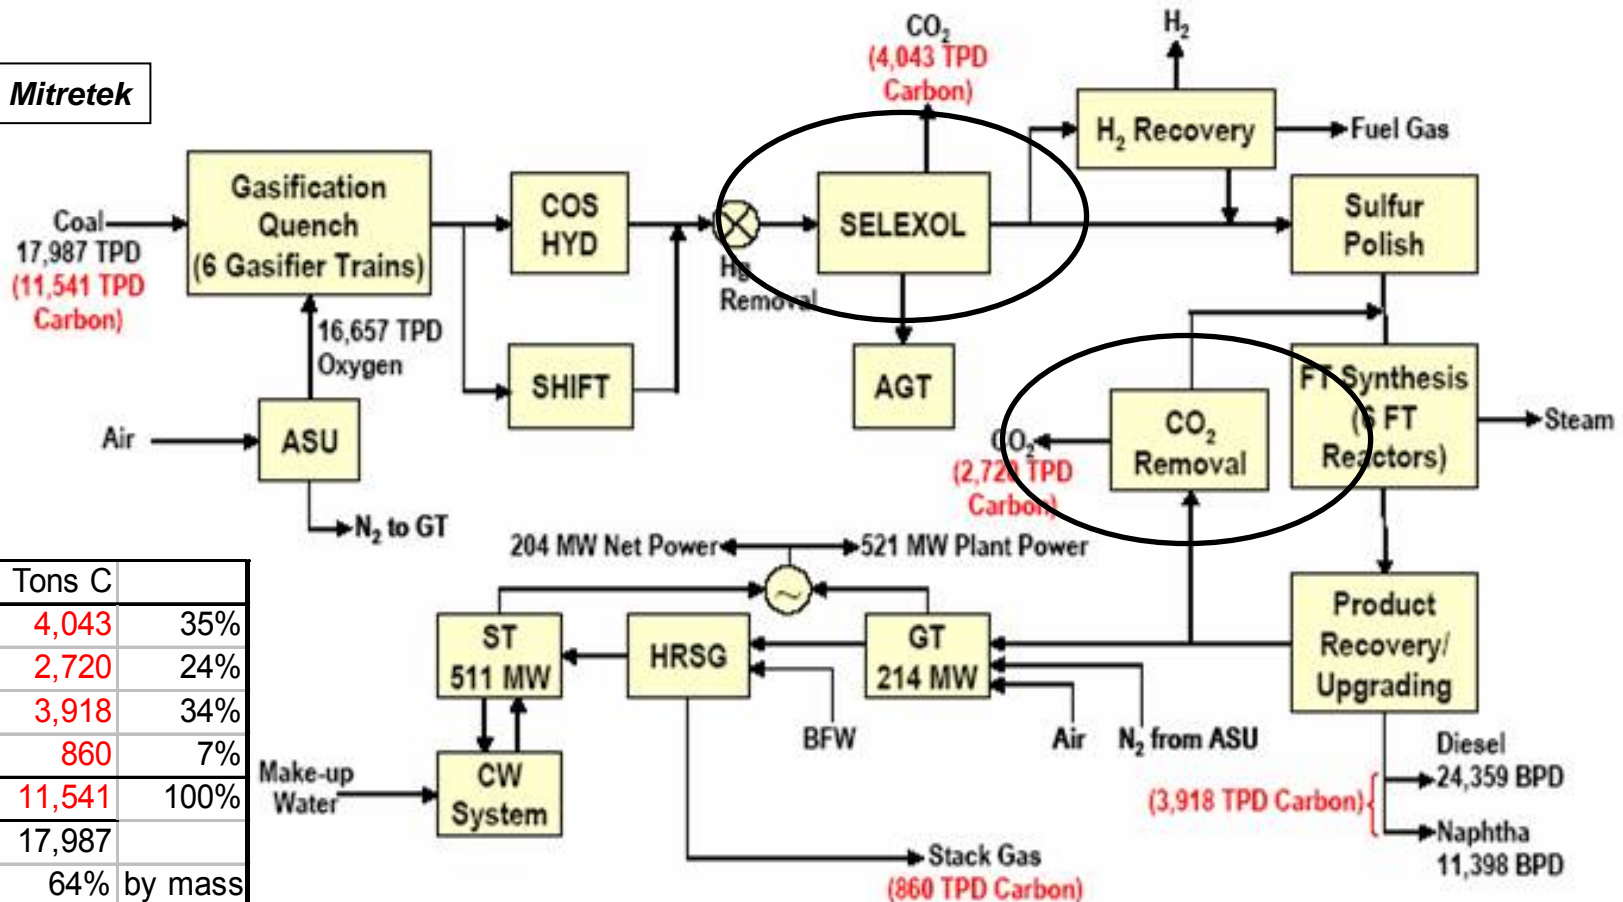 Mitretek
CO2
(4,043 TPD
Carbon)
H2
H2 Recovery
Fuel Gas
Coal
17,987 TPD
(11,541 TPD
Carbon)
Gasification
Quench
(6 Gasifier Trains)
COS
HYD
Hg
Removal
SELEXOL
Sulfur
Polish
16,657 TPD
Oxygen
SHIFT
AGT
Air
ASU
N2 to GT
CO2
(2,720 TPD
Carbon)
CO2
Removal
FT Synthesis
(6 FT
Reactors)
Steam
204 MW Net Power
521 MW Plant Power
~
ST
511 MW
HRSG
GT
214 MW
Product
Recovery/
Upgrading
BFW
Air
N2 from ASU
Make-up
Water
CW
System
Diesel
24,359 BPD
(3,918 TPD Carbon)
Naphtha
11,398 BPD
Stack Gas
(860 TPD Carbon)
Tons C
4,043 35%
2,720 24%
3,918 34%
860 7%
11,541 100%
17,987
64% by mass